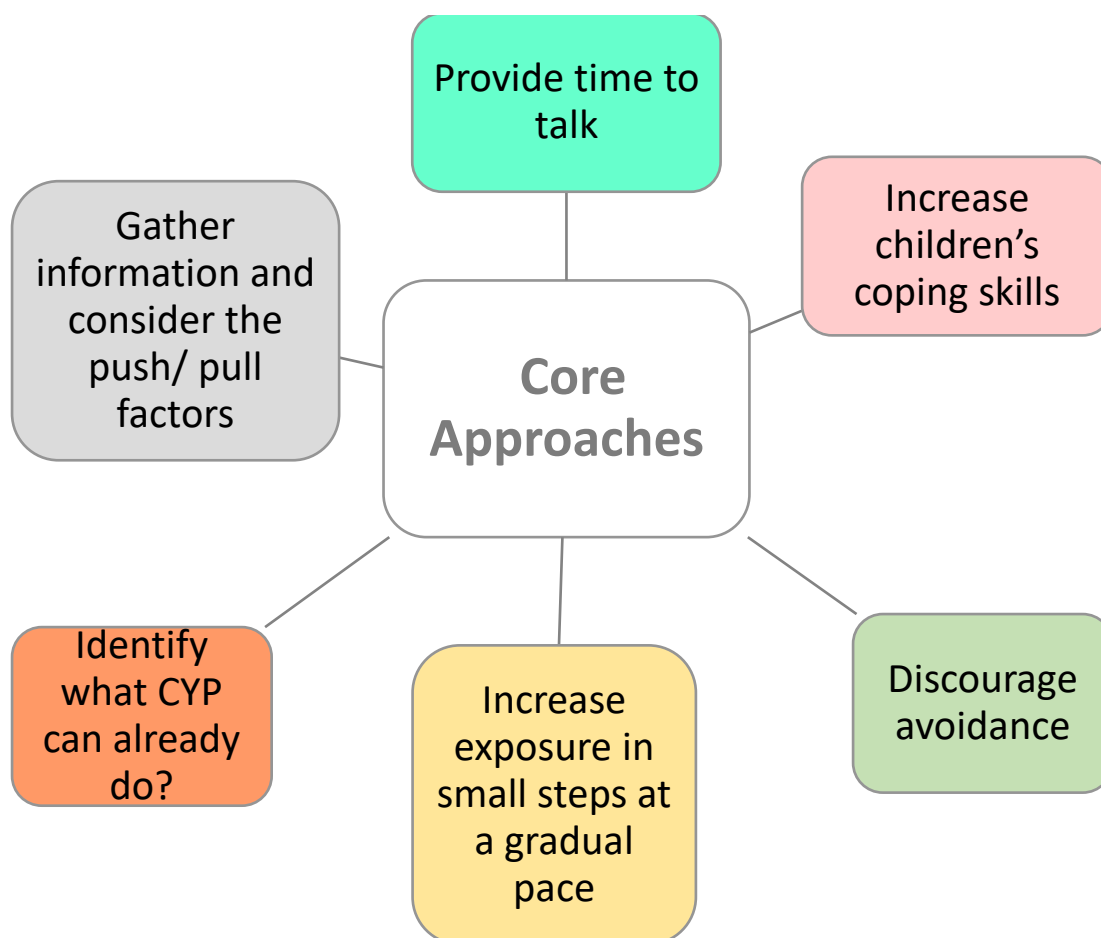 Provide time to
talk
Increase
children’s
coping skills
Gather
information and
consider the
push/ pull
factors
Core
Approaches
Identify
what CYP
can already
do?
Increase
exposure in
small steps at
a gradual
pace
Discourage
avoidance